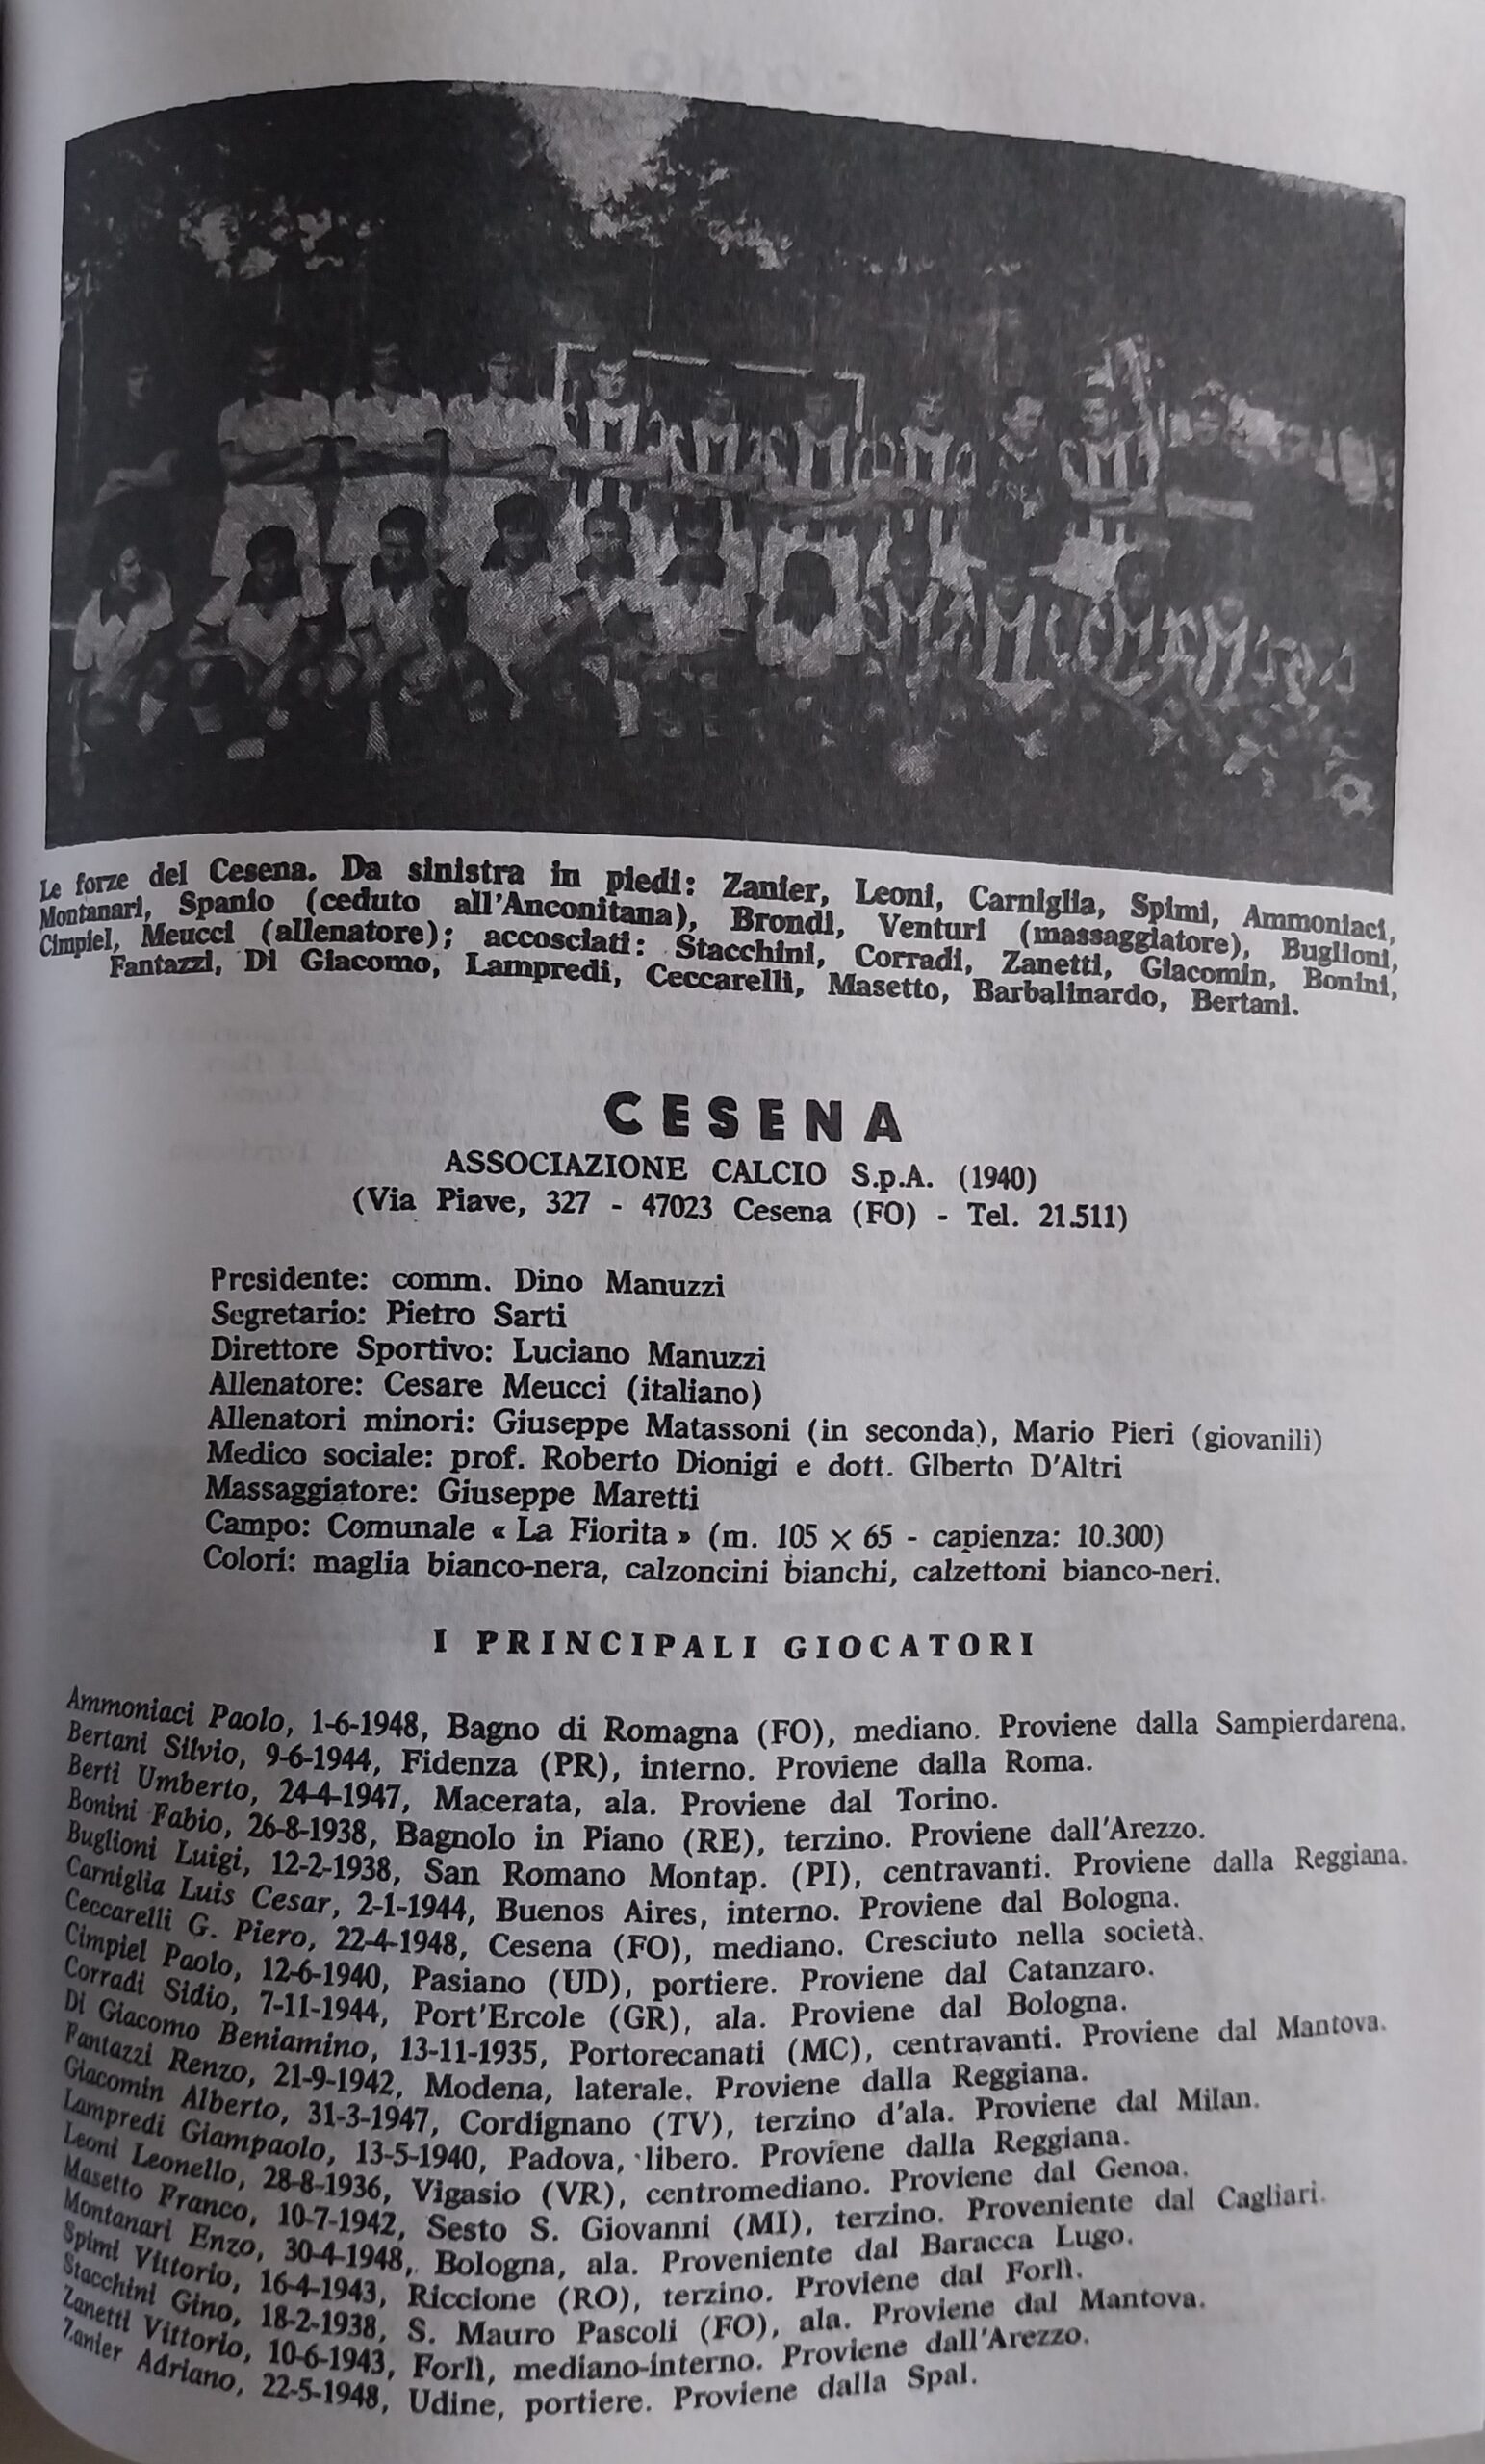 Le forze del Cesena. Da sinistra in piedi: Zanier, Leoni, Carniglia, Spimi, Ammoniaci,
Montanari, Spanio (ceduto all'Anconitana), Brondi, Venturi (massaggiatore), Buglioni,
Cimpiel, Meucci (allenatore); accosciati: Stacchini, Corradi, Zanetti, Giacomin, Bonini,
Fantazzi, Di Giacomo, Lampredi, Ceccarelli, Masetto, Barbalinardo, Bertani.
CESENA
ASSOCIAZIONE CALCIO S.p.A. (1940)
(Via Piave, 327 - 47023 Cesena (FO) - Tel. 21.511)
Presidente: comm. Dino Manuzzi
Segretario: Pietro Sarti
Direttore Sportivo: Luciano Manuzzi
Allenatore: Cesare Meucci (italiano)
Allenatori minori: Giuseppe Matassoni (in seconda), Mario Pieri (giovanili)
Medico sociale: prof. Roberto Dionigi e dott. Glberto D'Altri
Massaggiatore: Giuseppe Maretti
Campo: Comunale « La Fiorita » (m. 105 × 65 - capienza: 10.300)
Colori: maglia bianco-nera, calzoncini bianchi, calzettoni bianco-neri.
I PRINCIPALI GIOCATORI
Ammoniaci Paolo, 1-6-1948, Bagno di Romagna (FO), mediano. Proviene dalla Sampierdarena.
Bertani Silvio, 9-6-1944, Fidenza (PR), interno. Proviene dalla Roma.
Berti Umberto, 24-4-1947, Macerata, ala. Proviene dal Torino.
Bonini Fabio, 26-8-1938, Bagnolo in Piano (RE), terzino. Proviene dall'Arezzo.
Buglioni Luigi, 12-2-1938, San Romano Montap. (PI), centravanti. Proviene dalla Reggiana.
Carniglia Luis Cesar, 2-1-1944, Buenos Aires, interno. Proviene dal Bologna.
Ceccarelli G. Piero, 22-4-1948, Cesena (FO), mediano. Cresciuto nella società.
Cimpiel Paolo, 12-6-1940, Pasiano (UD), portiere. Proviene dal Catanzaro.
Corradi Sidio, 7-11-1944, Port'Ercole (GR), ala. Proviene dal Bologna.
Di Giacomo Beniamino, 13-11-1935, Portorecanati (MC), centravanti. Proviene dal Mantova.
Fantazzi Renzo, 21-9-1942, Modena, laterale. Proviene dalla Reggiana.
Giacomin Alberto, 31-3-1947, Cordignano (TV), terzino d'ala. Proviene dal Milan.
Lampredi Giampaolo, 13-5-1940, Padova, libero. Proviene dalla Reggiana.
Leoni Leonello, 28-8-1936, Vigasio (VR), centromediano. Proviene dal Genoa.
Masetto Franco, 10-7-1942, Sesto S. Giovanni (MI), terzino. Proveniente dal Cagliari.
Montanari Enzo, 30-4-1948, Bologna, ala. Proveniente dal Baracca Lugo.
Spimi Vittorio, 16-4-1943, Riccione (RO), terzino. Proviene dal Forlì.
Stacchini Gino, 18-2-1938, S. Mauro Pascoli (FO), ala. Proviene dal Mantova.
Zanetti Vittorio, 10-6-1943, Forlì, mediano-interno. Proviene dall'Arezzo.
Zanier Adriano, 22-5-1948, Udine, portiere. Proviene dalla Spal.